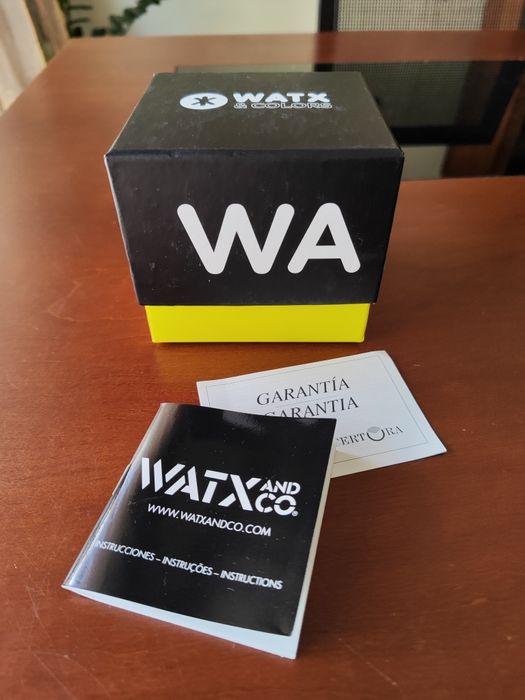 WATX
& COLORS
WA
GARANTÍA
GARANTIA
CERTORA
WATX AND CO.
WWW.WATXANDCO.COM
INSTRUCCIONES – INSTRUÇÕES – INSTRUCTIONS